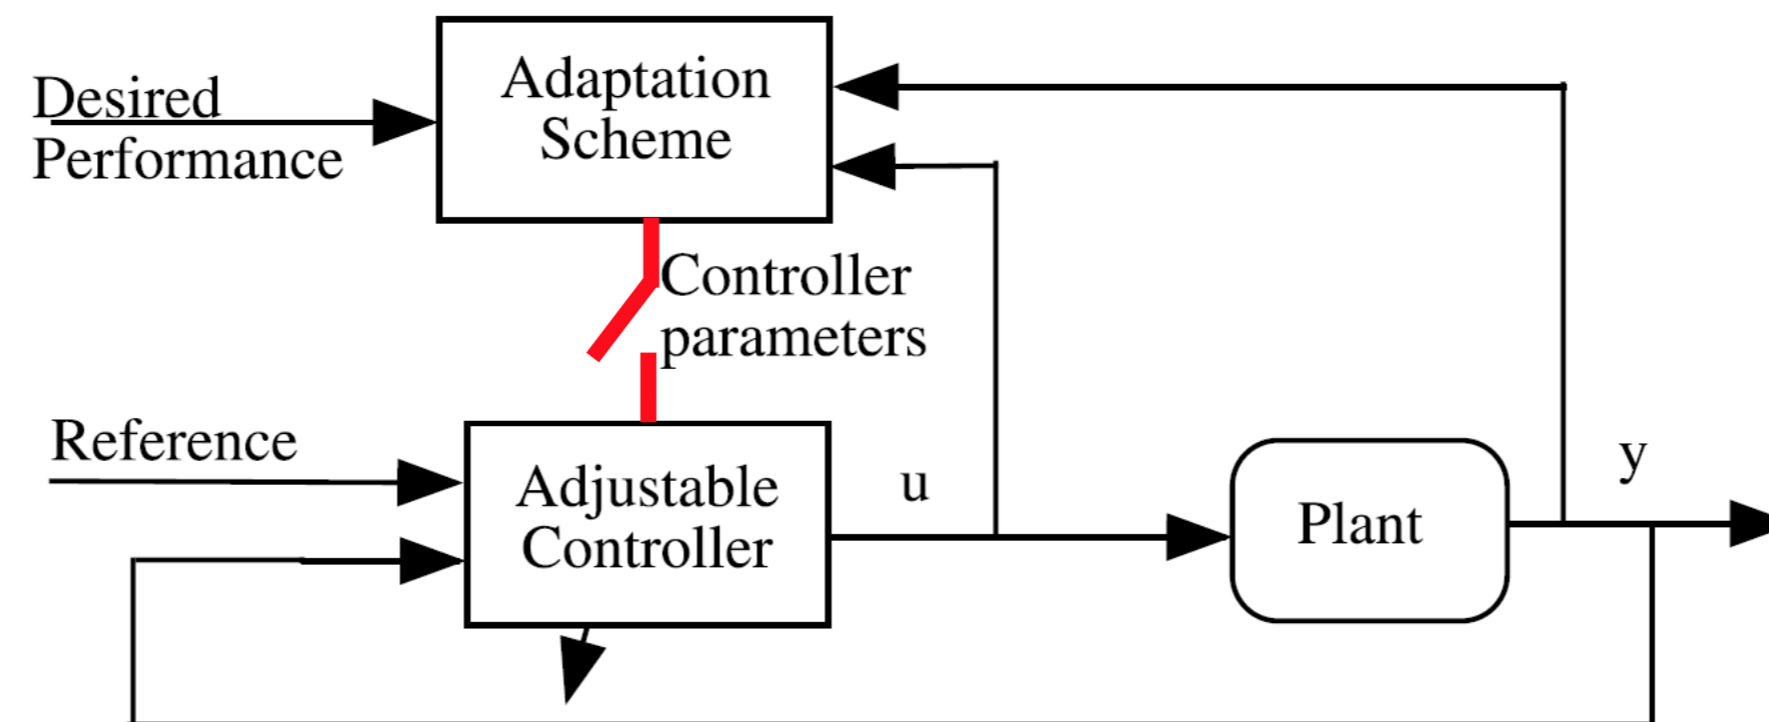 Desired
Performance
Adaptation
Scheme
Controller
parameters
Reference
Adjustable
Controller
u
Plant
y